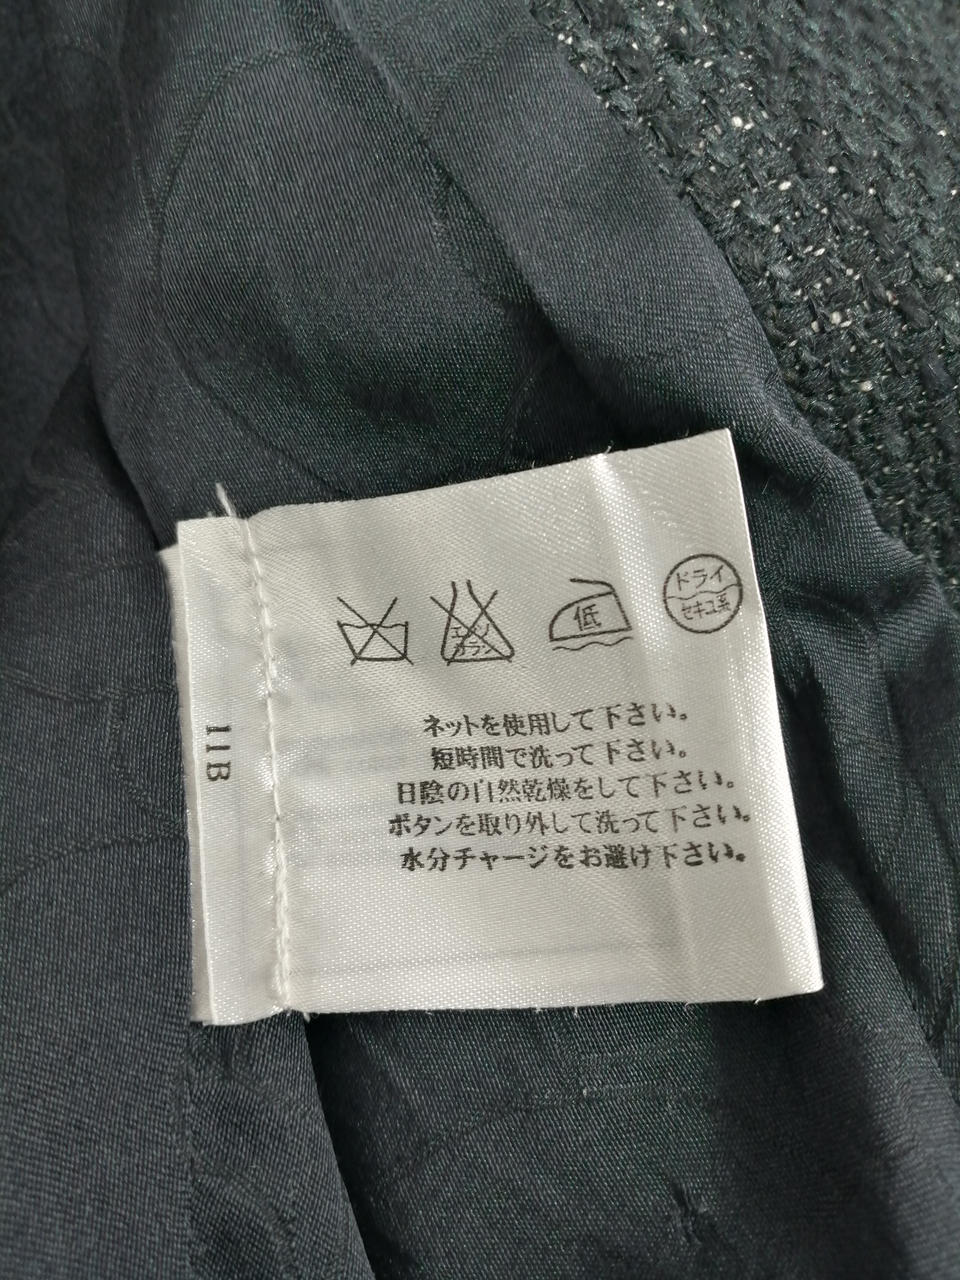 エンソ
カラン
低
ドライ
セキユ系
ネットを使用して下さい。
短時間で洗って下さい。
日陰の自然乾燥をして下さい。
ボタンを取り外して洗って下さい。
水分チャージをお避け下さい。
11B